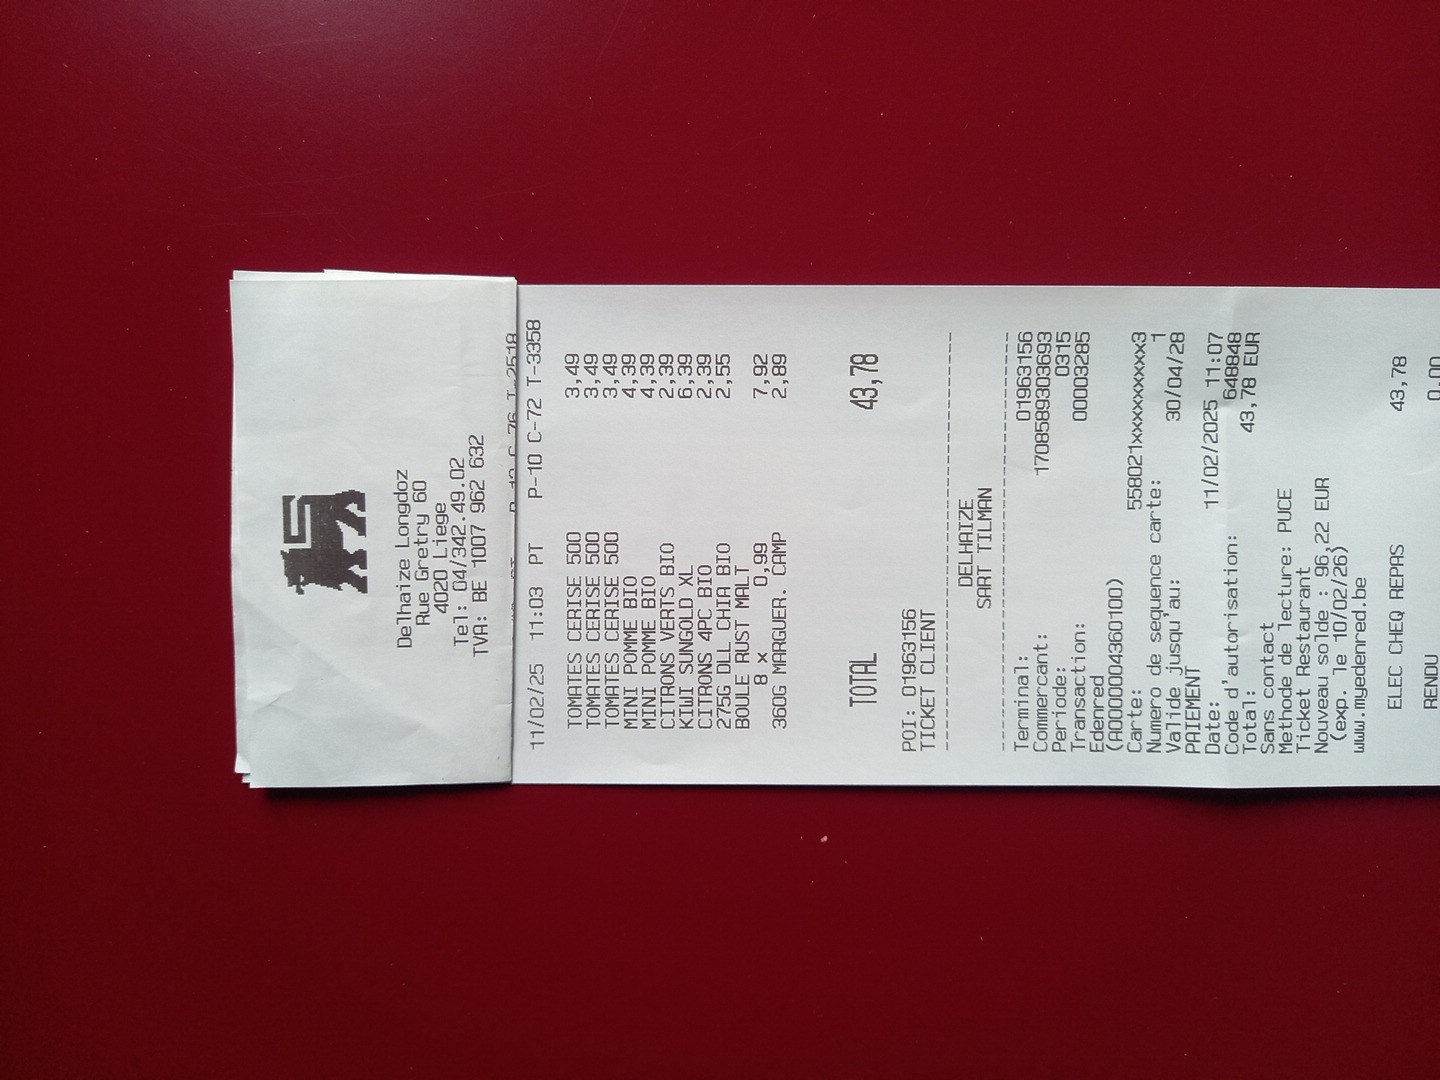 Delhaize Longdoz
Rue Gretry 60
4020 Liege
Tel: 04/342.49.02
TVA: BE 1007 962 632
11/02/25 11:03 PT P-10 C-72 T-3358
TOMATES CERISE 500 3,49
TOMATES CERISE 500 3,49
TOMATES CERISE 500 3,49
MINI POMME BIO 4,39
MINI POMME BIO 4,39
CITRONS VERTS BIO 2,39
KIWI SUNGOLD XL 6,39
CITRONS 4PC BIO 2,39
275G DLL CHIA BIO 2,55
BOULE RUST MALT
8 x 0,99 7,92
360G MARGUER. CAMP 2,89
TOTAL 43,78
POI: 01963156
TICKET CLIENT
DELHAIZE
SART TILMAN
Terminal: 01963156
Commercant: 1708589303693
Periode: 0315
Transaction: 00003285
Edenred
(A0000004360100)
Carte: 558021xxxxxxxxxxxx3
Numero de sequence carte: 1
Valide jusqu'au: 30/04/28
PAIEMENT
Date: 11/02/2025 11:07
Code d'autorisation: 648848
Total: 43,78 EUR
Sans contact
Methode de lecture: PUCE
Ticket Restaurant
Nouveau solde : 96,22 EUR
(exp. le 10/02/26)
www.myedenred.be
ELEC CHEQ REPAS 43,78
RENDU 0,00